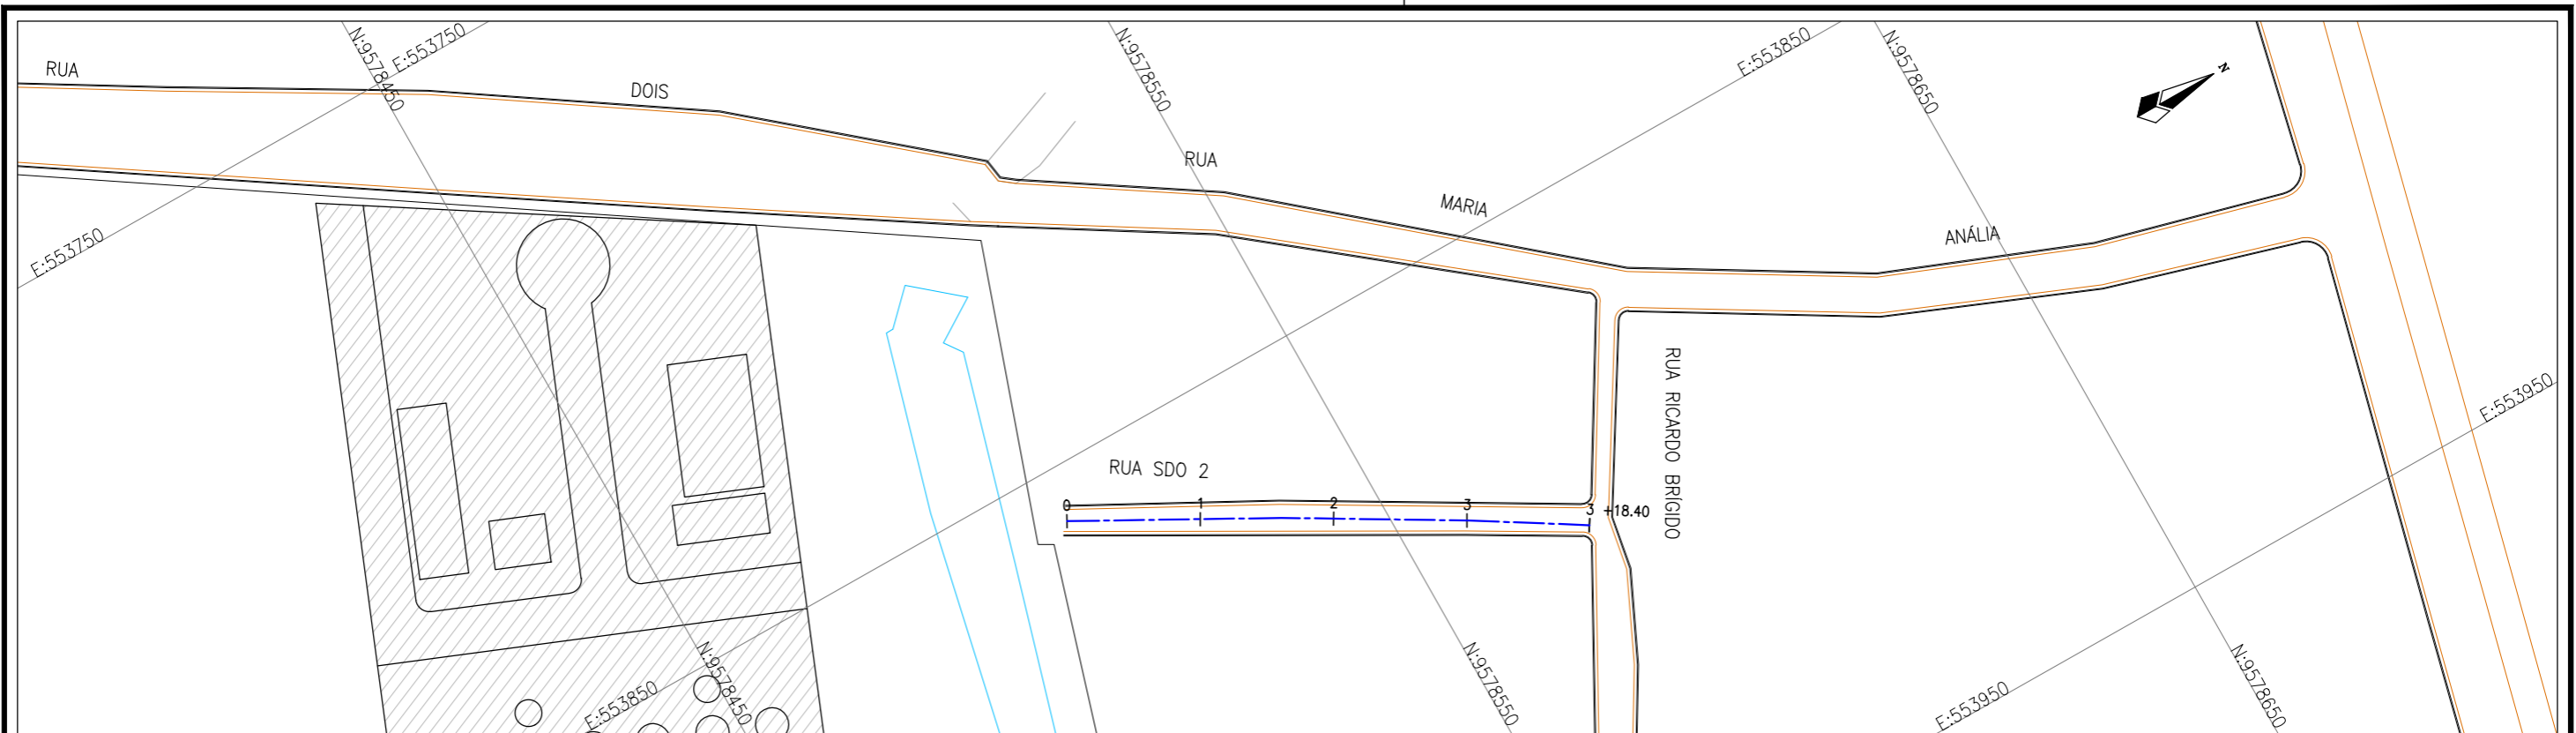 RUA
N:9578450
E:553750
DOIS
N:9578550
E:553850
N:9578650
N
RUA
MARIA
ANÁLIA
E:553750
RUA RICARDO BRÍGIDO
E:553950
RUA SDO 2
0
1
2
3
3 +18.40
N:9578450
E:553850
N:9578550
E:553950
N:9578650